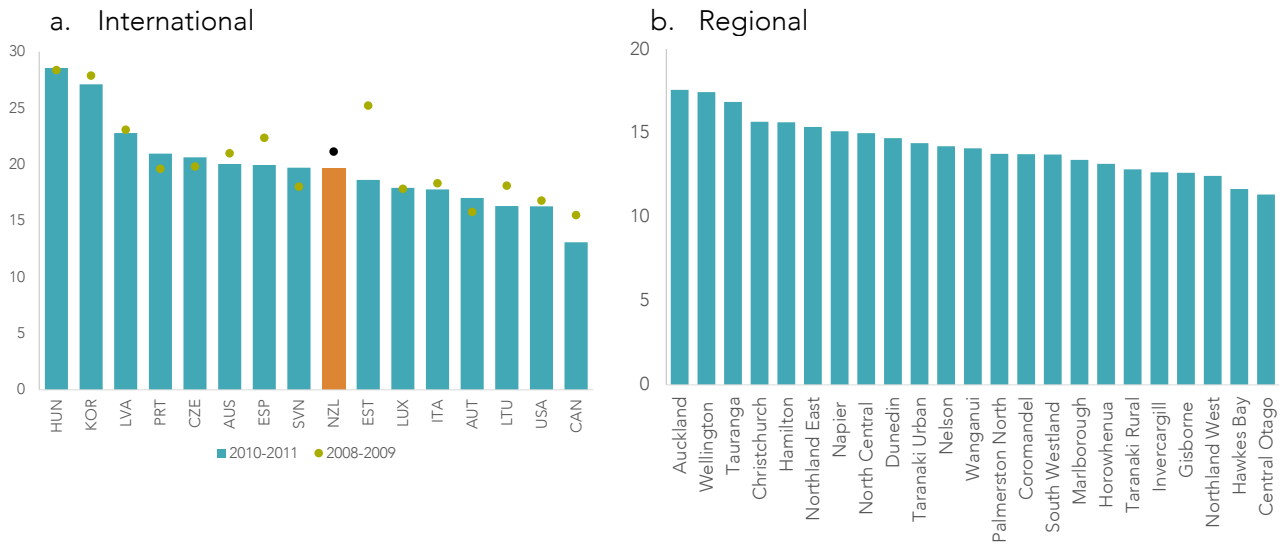 a. International
30
25
20
15
10
5
0
HUN
KOR
LVA
PRT
CZE
AUS
ESP
SVN
NZL
EST
LUX
ITA
AUT
LTU
USA
CAN
2010-2011
2008-2009
b. Regional
20
15
10
5
0
Auckland
Wellington
Tauranga
Christchurch
Hamilton
Northland East
Napier
North Central
Dunedin
Taranaki Urban
Nelson
Wanganui
Palmerston North
Coromandel
South Westland
Marlborough
Horowhenua
Taranaki Rural
Invercargill
Gisborne
Northland West
Hawkes Bay
Central Otago